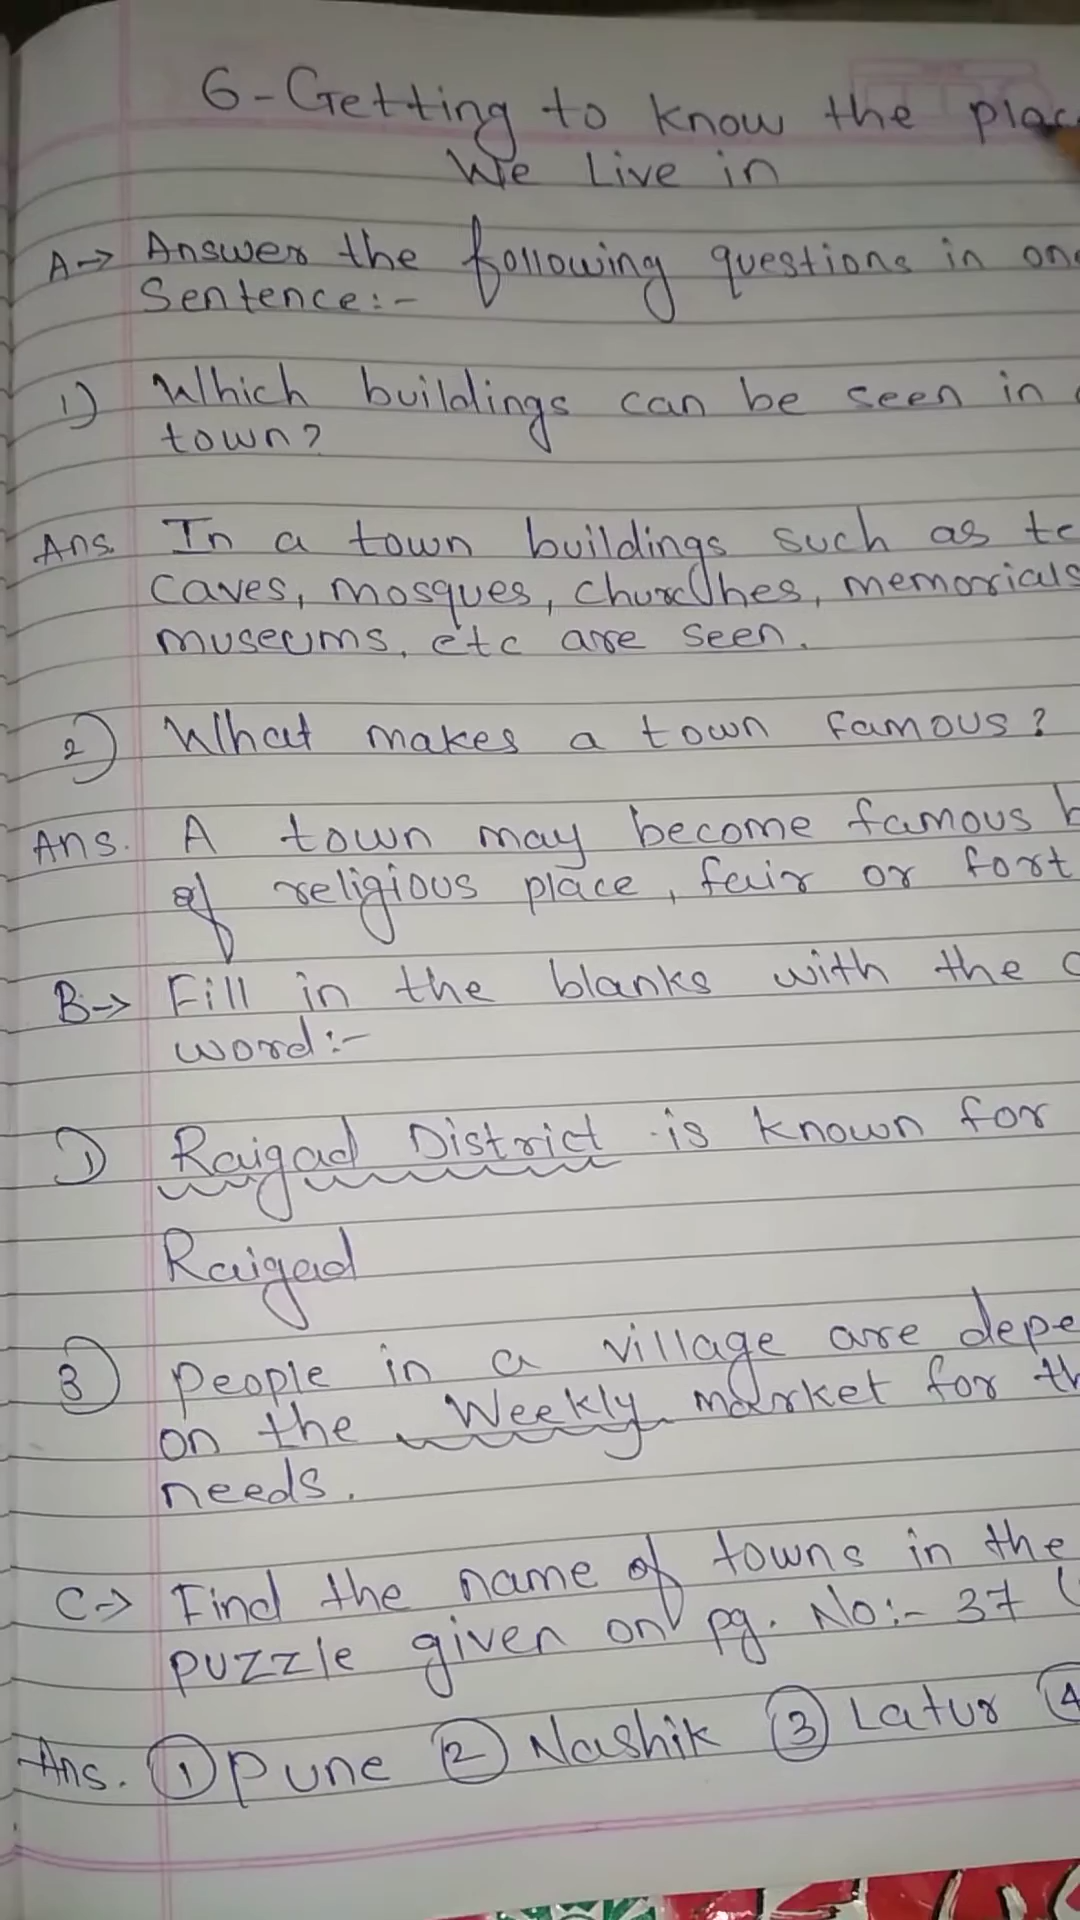 6-Getting to know the plac
We Live in
A→ Answer the following questions in on
Sentence:-
1) Which buildings can be seen in
town?
Ans. In a town buildings such as te
caves, mosques, churches, memorials
museums, etc are seen.
2) What makes a town famous?
Ans. A town may become famous b
of religious place, fair or fort
B→ Fill in the blanks with the c
word:-
1) Raigad District is known for
Raigad
3) people in a village are depe
on the Weekly market for th
needs.
C→ Find the name of towns in the
puzzle given on pg. No:- 37 (
Ans. 1) Pune 2) Nashik 3) Latur 4